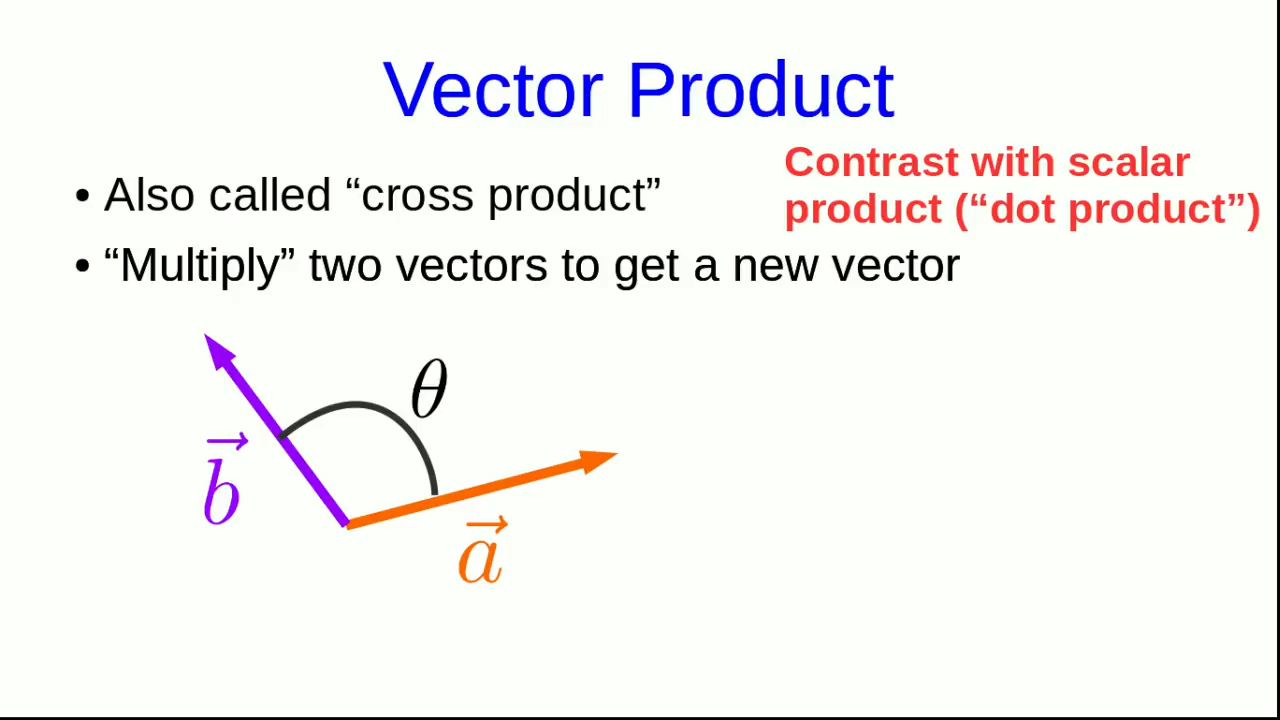 Vector Product
• Also called “cross product”
Contrast with scalar
product (“dot product”)
• “Multiply” two vectors to get a new vector
θ
b⃗
a⃗